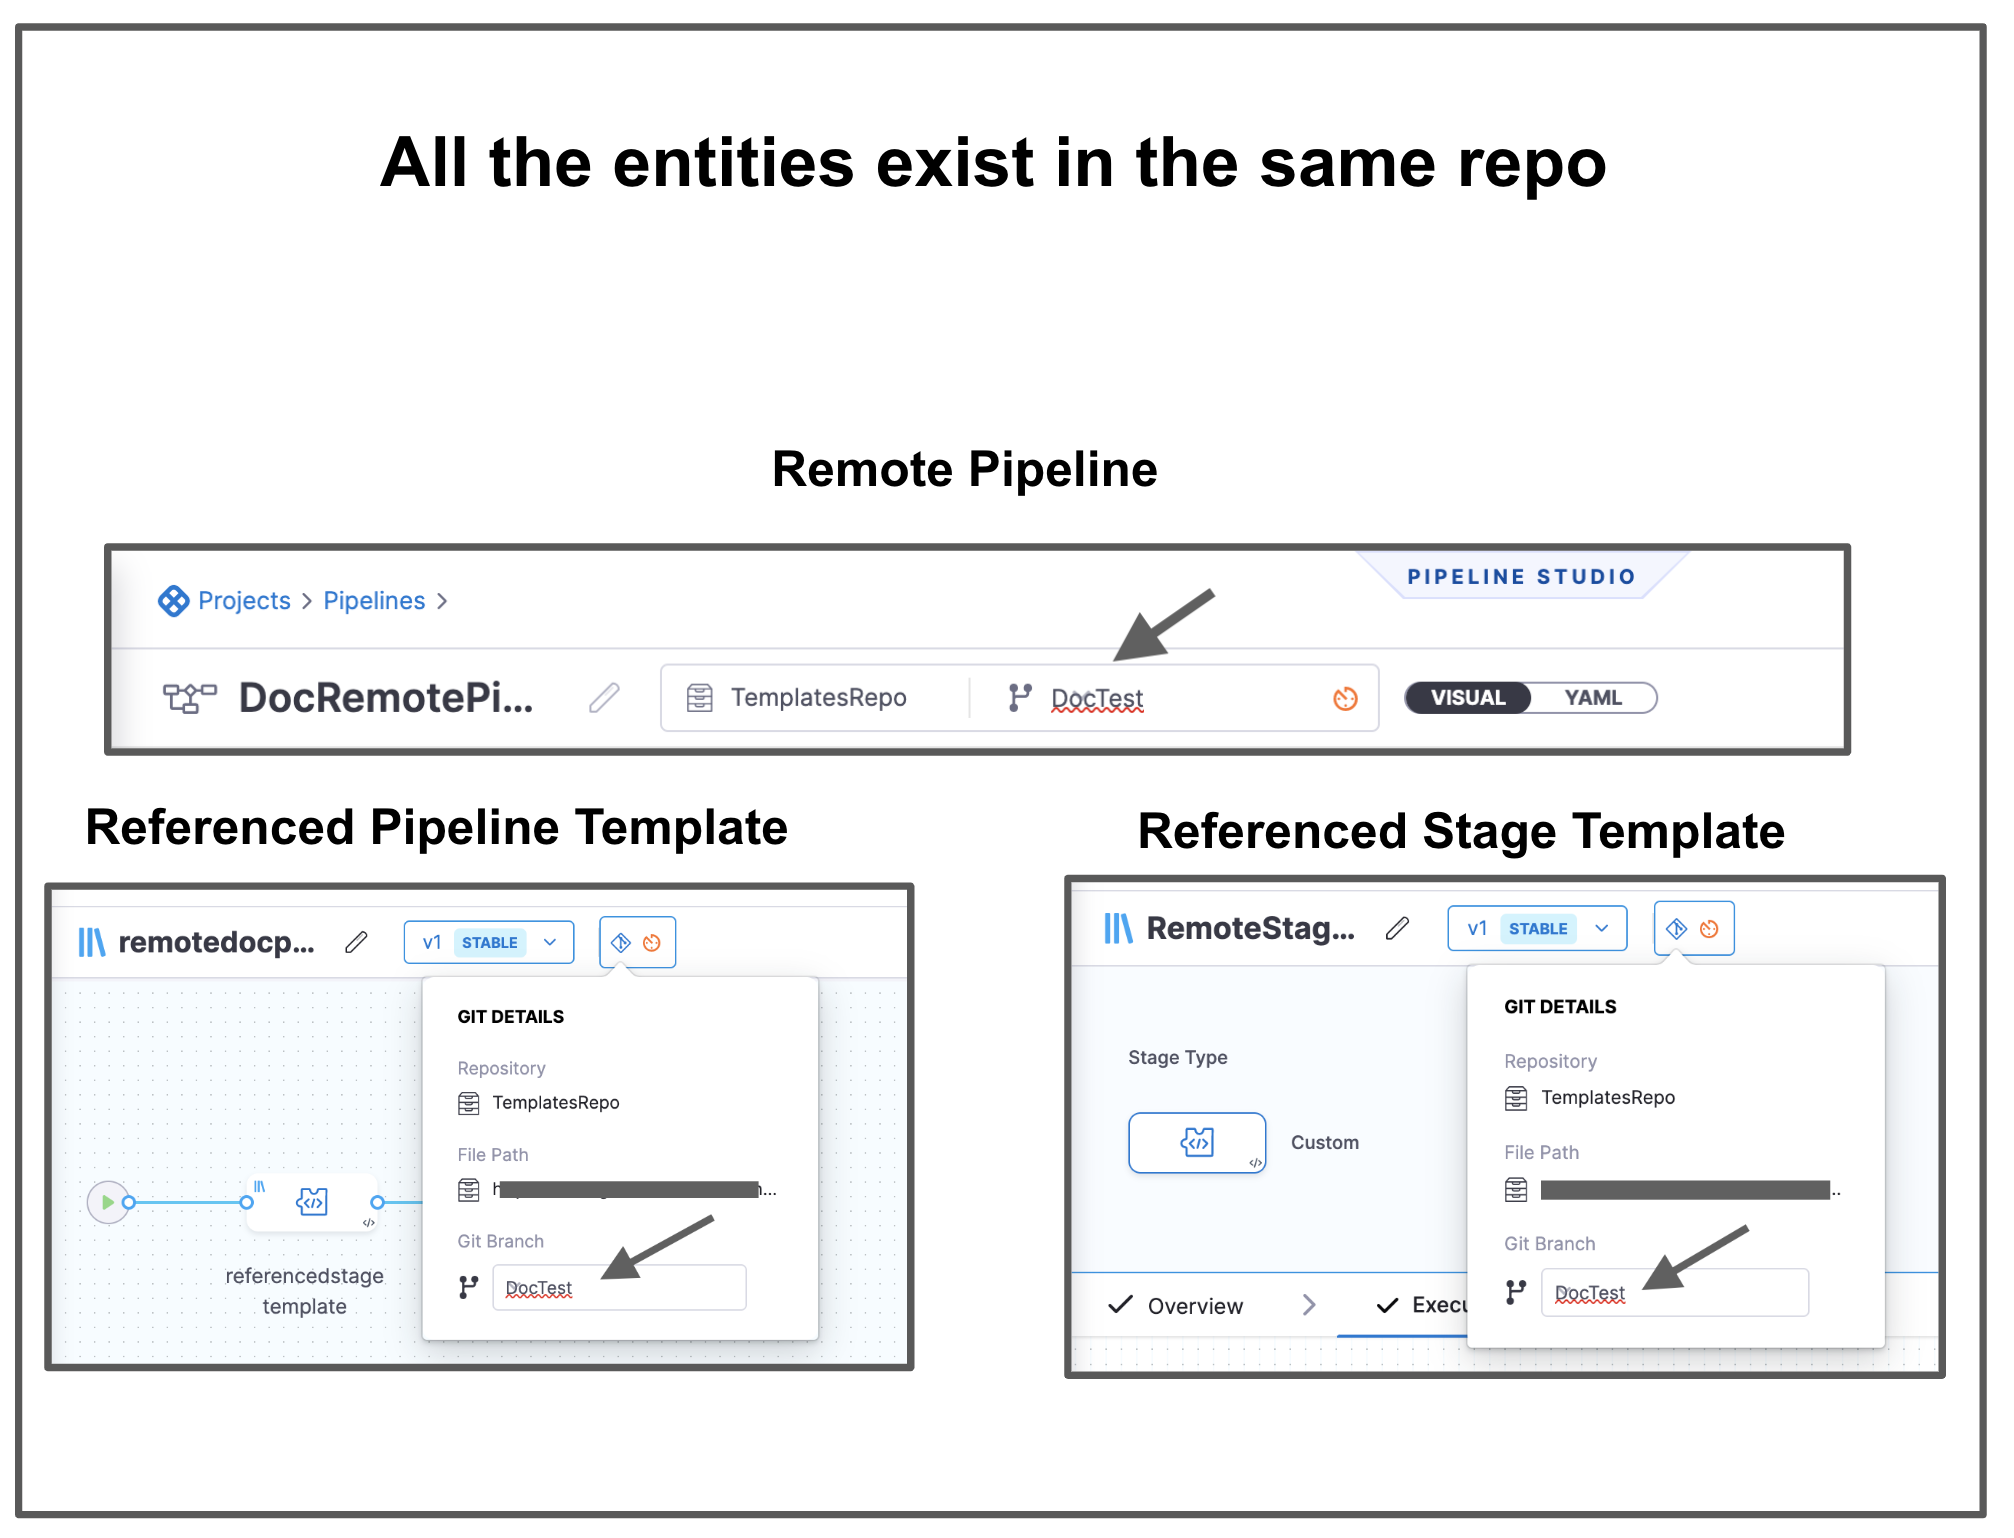 All the entities exist in the same repo
Remote Pipeline
PIPELINE STUDIO
Projects > Pipelines >
DocRemotePi... TemplatesRepo DocTest VISUAL YAML
Referenced Pipeline Template
remotedocp... v1 STABLE
GIT DETAILS
Repository
TemplatesRepo
File Path
...
Git Branch
DocTest
referencedstage
template
Referenced Stage Template
RemoteStag... v1 STABLE
Stage Type
Custom
Overview > Execu
GIT DETAILS
Repository
TemplatesRepo
File Path
..
Git Branch
DocTest